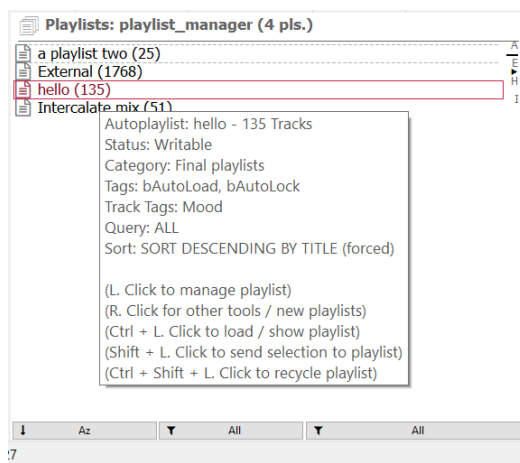 Playlists: playlist_manager (4 pls.)
a playlist two (25)
External (1768)
hello (135)
Intercalate mix (51)
A
E
H
I
Autoplaylist: hello - 135 Tracks
Status: Writable
Category: Final playlists
Tags: bAutoLoad, bAutoLock
Track Tags: Mood
Query: ALL
Sort: SORT DESCENDING BY TITLE (forced)
(L. Click to manage playlist)
(R. Click for other tools / new playlists)
(Ctrl + L. Click to load / show playlist)
(Shift + L. Click to send selection to playlist)
(Ctrl + Shift + L. Click to recycle playlist)
Az All All
:7